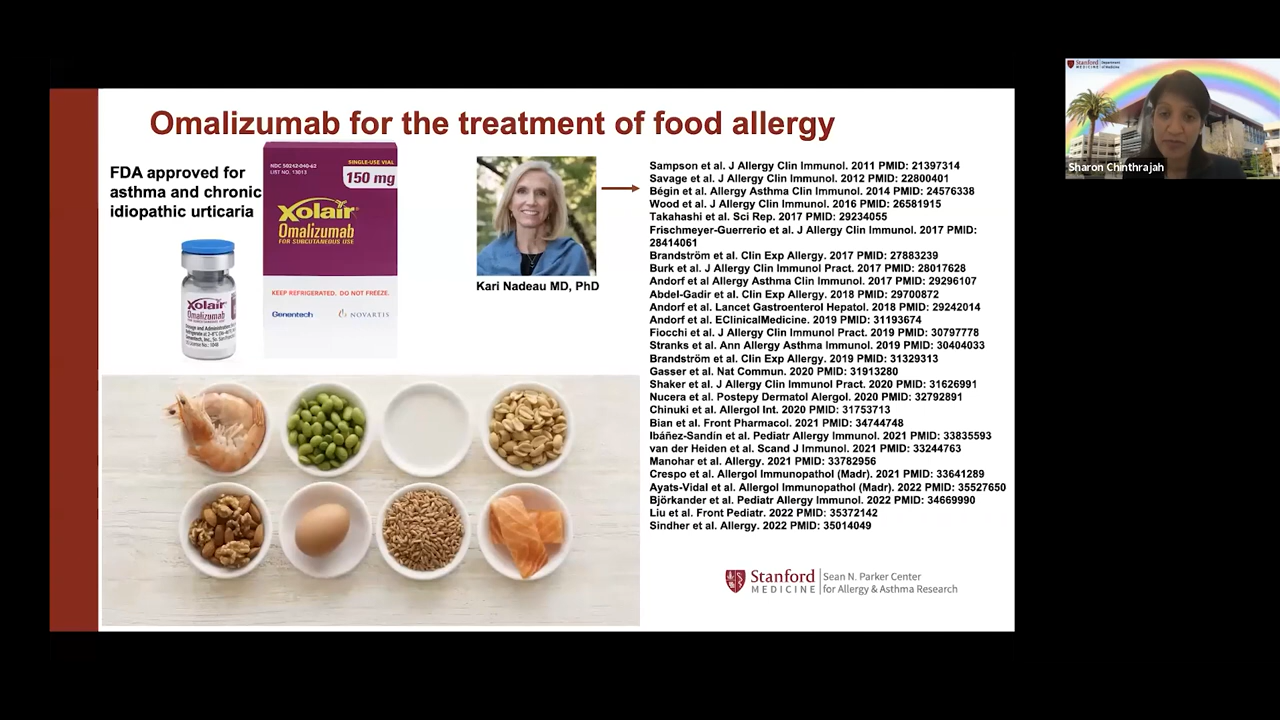 Omalizumab for the treatment of food allergy
FDA approved for
asthma and chronic
idiopathic urticaria
NDC 50242-040-62
LIST NO. 13013
SINGLE-USE VIAL
150 mg
Xolair
Omalizumab
FOR SUBCUTANEOUS USE
KEEP REFRIGERATED. DO NOT FREEZE.
Genentech
NOVARTIS
Xolair
Omalizumab
Kari Nadeau MD, PhD
Sampson et al. J Allergy Clin Immunol. 2011 PMID: 21397314
Savage et al. J Allergy Clin Immunol. 2012 PMID: 22800401
Bégin et al. Allergy Asthma Clin Immunol. 2014 PMID: 24576338
Wood et al. J Allergy Clin Immunol. 2016 PMID: 26581915
Takahashi et al. Sci Rep. 2017 PMID: 29234055
Frischmeyer-Guerrerio et al. J Allergy Clin Immunol. 2017 PMID:
28414061
Brandström et al. Clin Exp Allergy. 2017 PMID: 27883239
Burk et al. J Allergy Clin Immunol Pract. 2017 PMID: 28017628
Andorf et al Allergy Asthma Clin Immunol. 2017 PMID: 29296107
Abdel-Gadir et al. Clin Exp Allergy. 2018 PMID: 29700872
Andorf et al. Lancet Gastroenterol Hepatol. 2018 PMID: 29242014
Andorf et al. EClinicalMedicine. 2019 PMID: 31193674
Fiocchi et al. J Allergy Clin Immunol Pract. 2019 PMID: 30797778
Stranks et al. Ann Allergy Asthma Immunol. 2019 PMID: 30404033
Brandström et al. Clin Exp Allergy. 2019 PMID: 31329313
Gasser et al. Nat Commun. 2020 PMID: 31913280
Shaker et al. J Allergy Clin Immunol Pract. 2020 PMID: 31626991
Nucera et al. Postepy Dermatol Alergol. 2020 PMID: 32792891
Chinuki et al. Allergol Int. 2020 PMID: 31753713
Bian et al. Front Pharmacol. 2021 PMID: 34744748
Ibáñez-Sandín et al. Pediatr Allergy Immunol. 2021 PMID: 33835593
van der Heiden et al. Scand J Immunol. 2021 PMID: 33244763
Manohar et al. Allergy. 2021 PMID: 33782956
Crespo et al. Allergol Immunopathol (Madr). 2021 PMID: 33641289
Ayats-Vidal et al. Allergol Immunopathol (Madr). 2022 PMID: 35527650
Björkander et al. Pediatr Allergy Immunol. 2022 PMID: 34669990
Liu et al. Front Pediatr. 2022 PMID: 35372142
Sindher et al. Allergy. 2022 PMID: 35014049
Stanford
MEDICINE
Sean N. Parker Center
for Allergy & Asthma Research
Stanford
MEDICINE
Sharon Chinthrajah